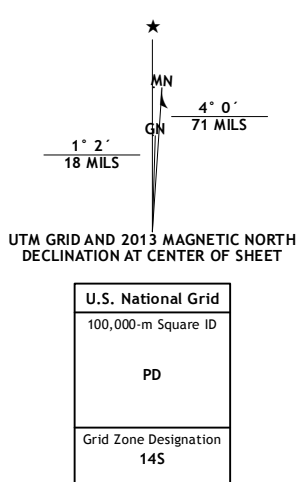 ★
MN
GN
4° 0´
71 MILS
1° 2´
18 MILS
UTM GRID AND 2013 MAGNETIC NORTH
DECLINATION AT CENTER OF SHEET
U.S. National Grid
100,000-m Square ID
PD
Grid Zone Designation
14S